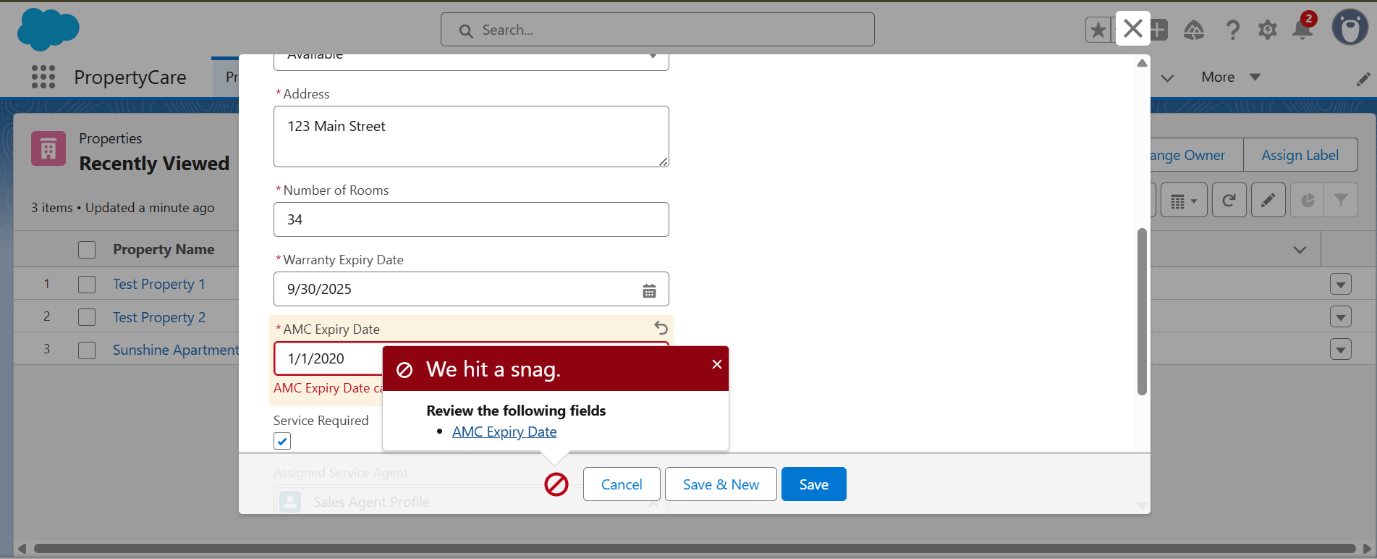 Search...
2
PropertyCare
Pr
More
Properties
Recently Viewed
ange Owner
Assign Label
3 items • Updated a minute ago
Property Name
1 Test Property 1
2 Test Property 2
3 Sunshine Apartment
Available
* Address
123 Main Street
* Number of Rooms
34
* Warranty Expiry Date
9/30/2025
* AMC Expiry Date
1/1/2020
AMC Expiry Date ca
We hit a snag.
Review the following fields
• AMC Expiry Date
Service Required
Assigned Service Agent
Sales Agent Profile
Cancel
Save & New
Save